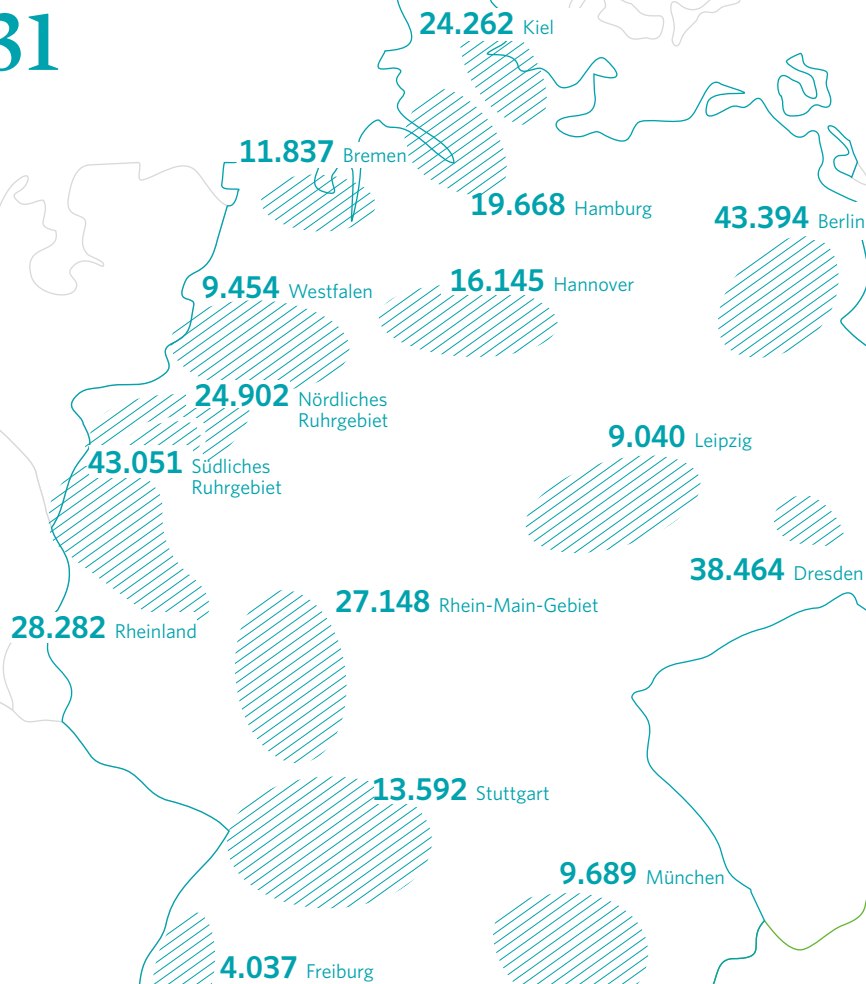 31
24.262 Kiel
11.837 Bremen
19.668 Hamburg
43.394 Berlin
9.454 Westfalen
16.145 Hannover
24.902 Nördliches
Ruhrgebiet
9.040 Leipzig
43.051 Südliches
Ruhrgebiet
38.464 Dresden
27.148 Rhein-Main-Gebiet
28.282 Rheinland
13.592 Stuttgart
9.689 München
4.037 Freiburg